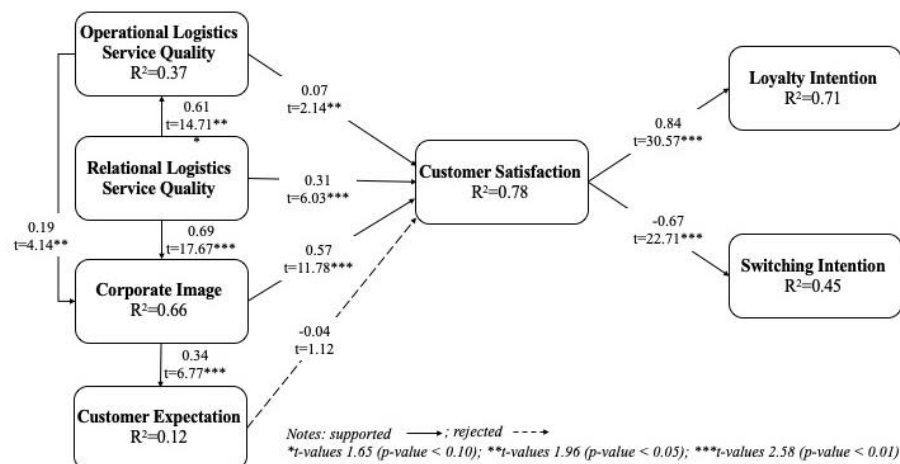 Operational Logistics
Service Quality
R²=0.37
0.61
t=14.71**
*
Relational Logistics
Service Quality
0.19
t=4.14**
0.69
t=17.67***
Corporate Image
R²=0.66
0.34
t=6.77***
Customer Expectation
R²=0.12
0.07
t=2.14**
0.31
t=6.03***
0.57
t=11.78***
-0.04
t=1.12
Customer Satisfaction
R²=0.78
0.84
t=30.57***
-0.67
t=22.71***
Loyalty Intention
R²=0.71
Switching Intention
R²=0.45
Notes: supported ; rejected
*t-values 1.65 (p-value < 0.10); **t-values 1.96 (p-value < 0.05); ***t-values 2.58 (p-value < 0.01)